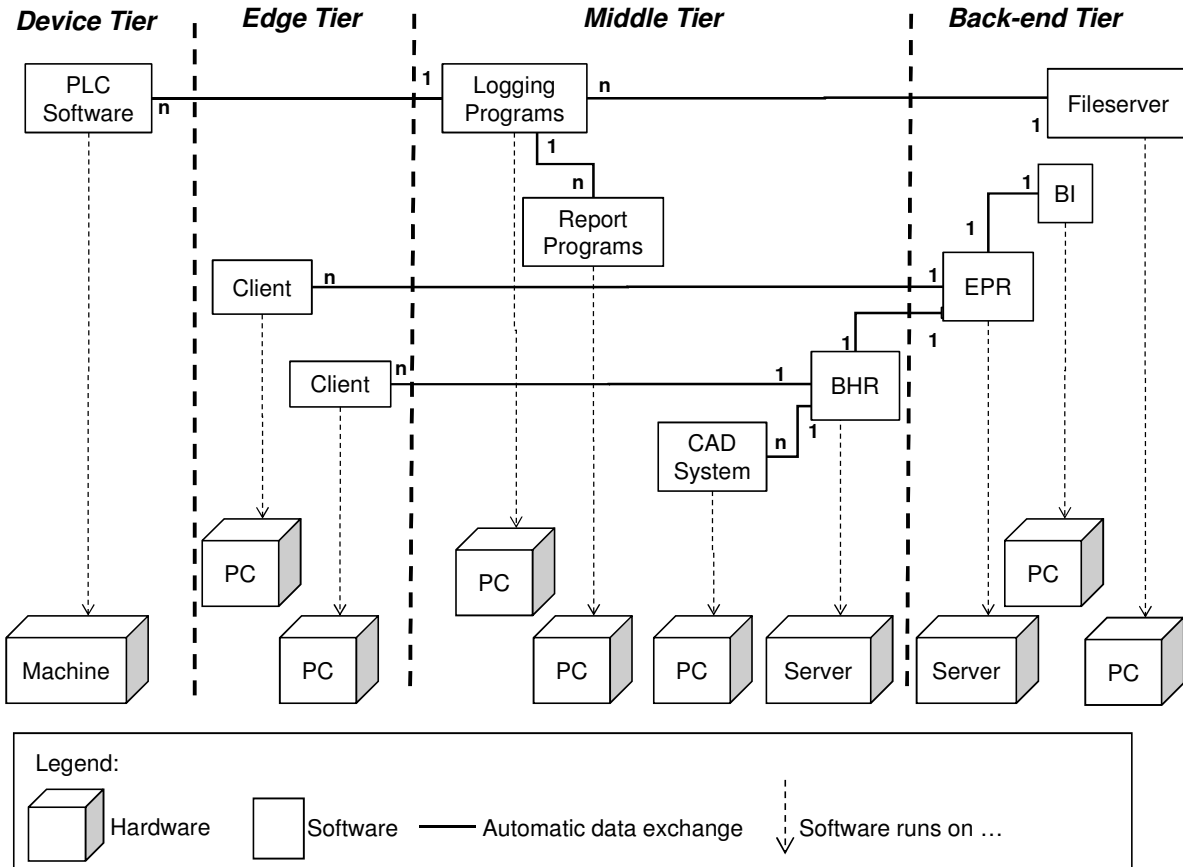 Device Tier
Edge Tier
Middle Tier
Back-end Tier
PLC
Software
n
1
Logging
Programs
n
1
Fileserver
1
n
Report
Programs
1
BI
1
Client
n
1
EPR
1
1
Client
n
1
BHR
1
n
CAD
System
PC
PC
PC
Machine
PC
PC
PC
Server
Server
PC
Legend:
Hardware
Software
Automatic data exchange
Software runs on …